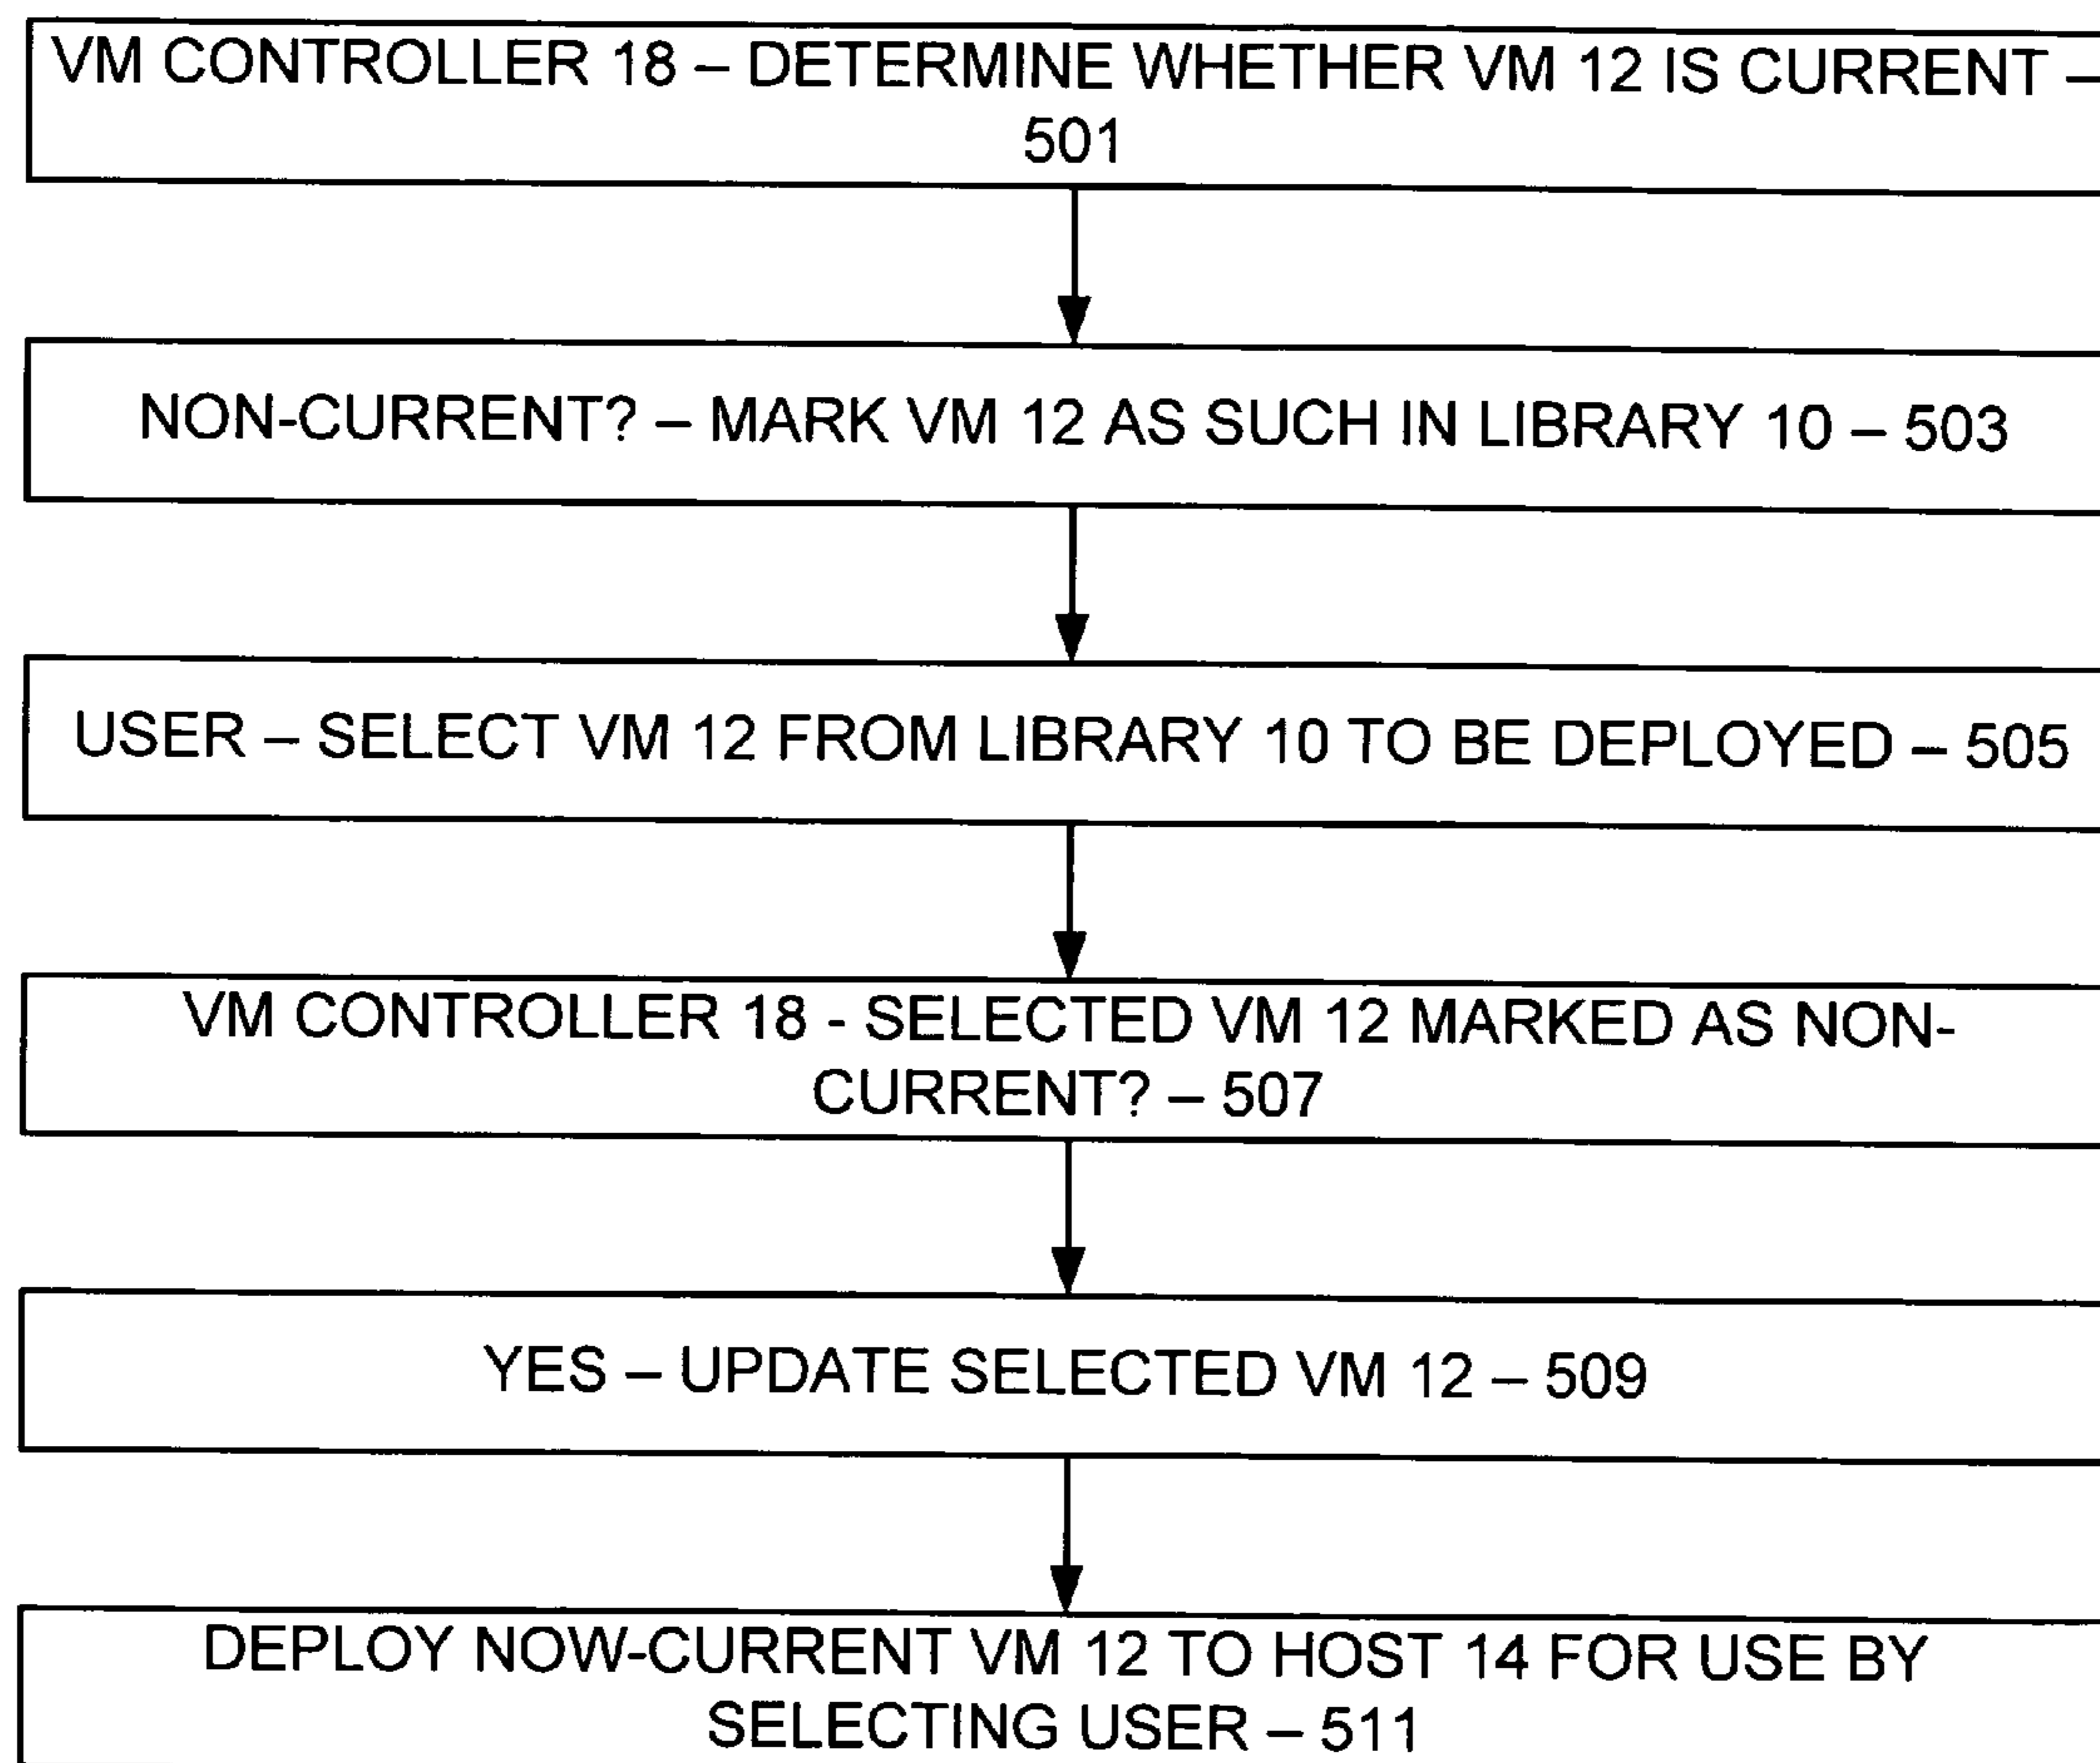 VM CONTROLLER 18 – DETERMINE WHETHER VM 12 IS CURRENT –
501
NON-CURRENT? – MARK VM 12 AS SUCH IN LIBRARY 10 – 503
USER – SELECT VM 12 FROM LIBRARY 10 TO BE DEPLOYED – 505
VM CONTROLLER 18 - SELECTED VM 12 MARKED AS NON-
CURRENT? – 507
YES – UPDATE SELECTED VM 12 – 509
DEPLOY NOW-CURRENT VM 12 TO HOST 14 FOR USE BY
SELECTING USER – 511